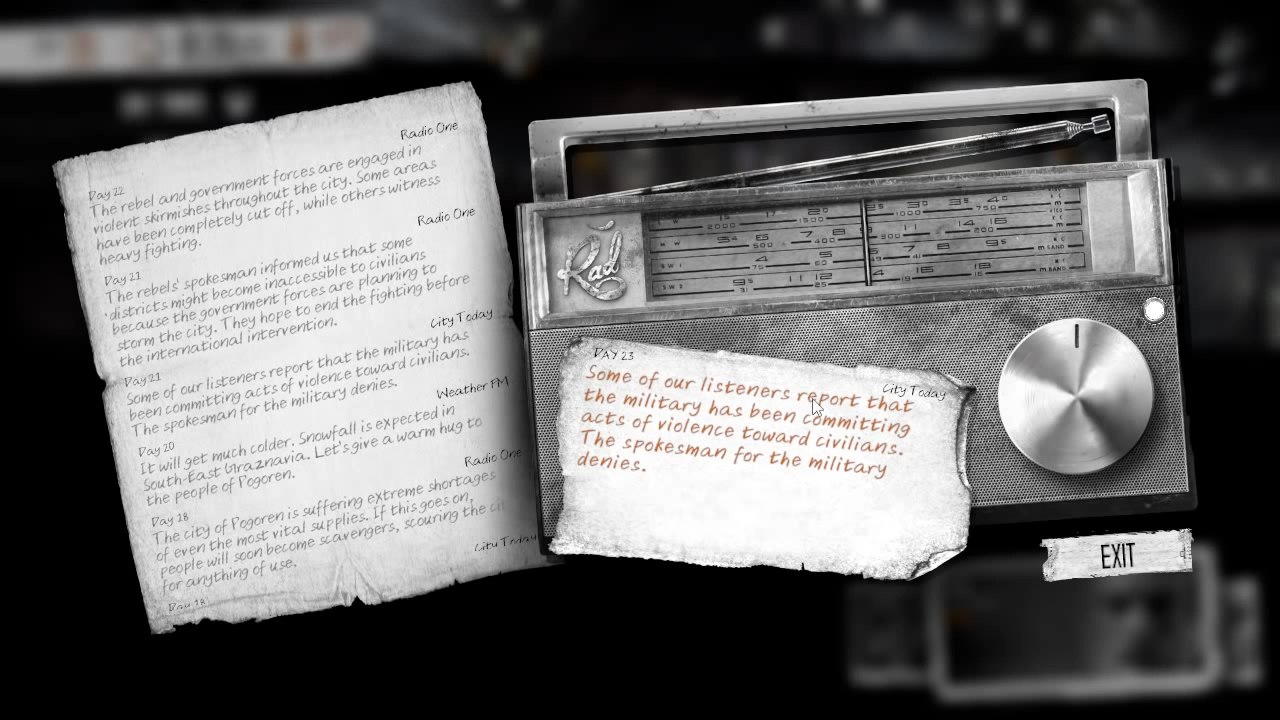 Radio One
Day 22
The rebel and government forces are engaged in
violent skirmishes throughout the city. Some areas
have been completely cut off, while others witness
heavy fighting.
Radio One
Day 21
The rebels' spokesman informed us that some
districts might become inaccessible to civilians
because the government forces are planning to
storm the city. They hope to end the fighting before
the international intervention.
City Today
Day 21
Some of our listeners report that the military has
been committing acts of violence toward civilians.
The spokesman for the military denies.
Weather FM
Day 20
It will get much colder. Snowfall is expected in
South-East Graznavia. Let's give a warm hug to
the people of Pogoren.
Radio One
Day 18
The city of Pogoren is suffering extreme shortages
of even the most vital supplies. If this goes on,
people will soon become scavengers, scouring the cit
for anything of use.
City Today
Day 18
Rad
DAY 23
City Today
Some of our listeners report that
the military has been committing
acts of violence toward civilians.
The spokesman for the military
denies.
EXIT